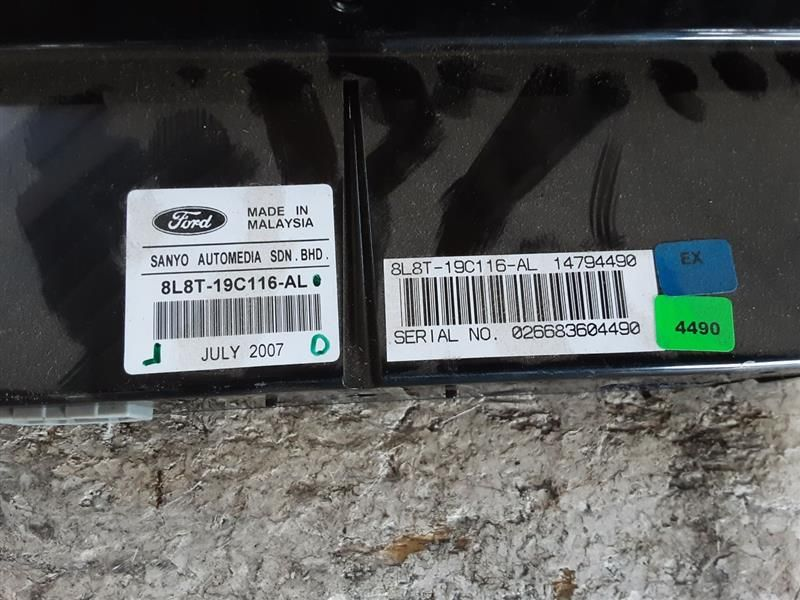 Ford
MADE IN
MALAYSIA
SANYO AUTOMEDIA SDN. BHD.
8L8T-19C116-AL
JULY 2007
8L8T-19C116-AL 14794490
SERIAL NO. 026683604490
EX
4490